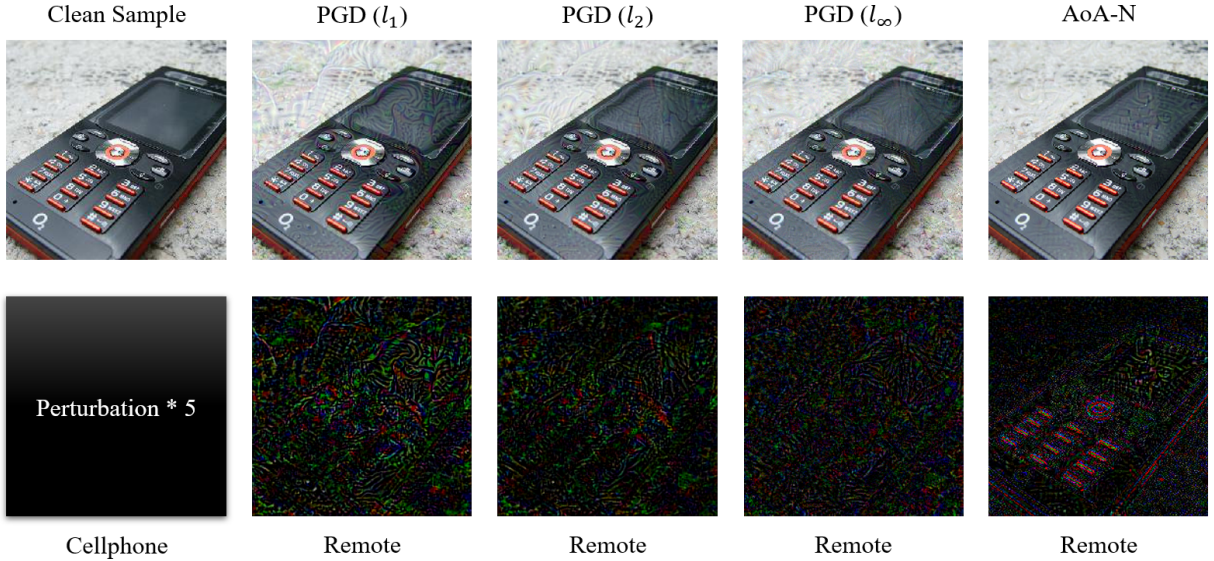 Clean Sample
PGD (l₁)
PGD (l₂)
PGD (l∞)
AoA-N
Perturbation * 5
Cellphone
Remote
Remote
Remote
Remote